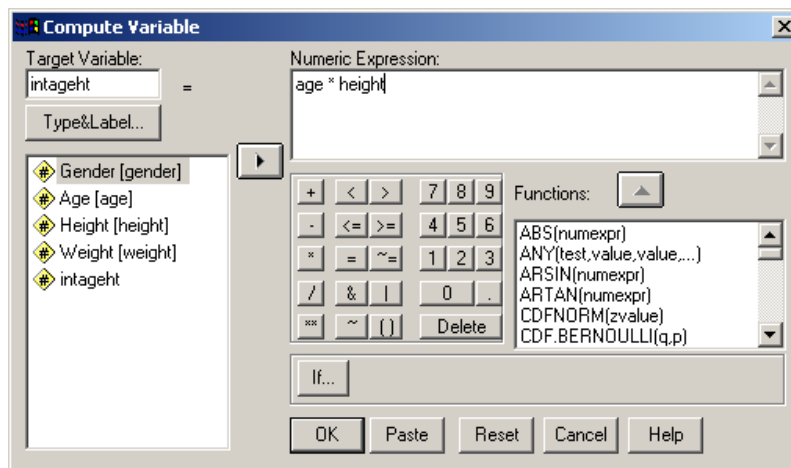 Compute Variable
Target Variable:
intageht
=
Type&Label...
Numeric Expression:
age * height
Gender [gender]
Age [age]
Height [height]
Weight [weight]
intageht
+ < > 7 8 9
- <= >= 4 5 6
* = ~= 1 2 3
/ & | 0 .
** ~ () Delete
Functions:
ABS(numexpr)
ANY(test,value,value,...)
ARSIN(numexpr)
ARTAN(numexpr)
CDFNORM(zvalue)
CDF.BERNOULLI(q,p)
If...
OK Paste Reset Cancel Help